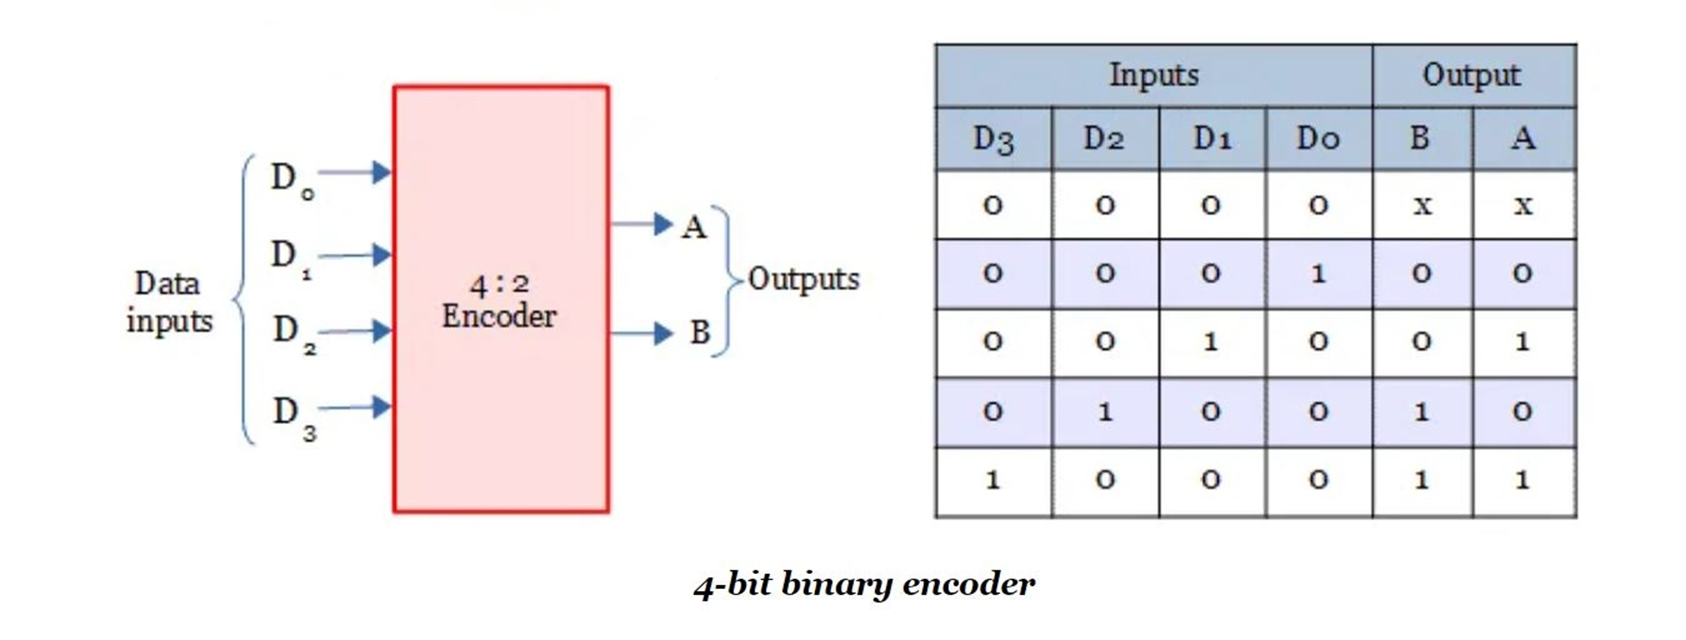 D0
D1
D2
D3
Data
inputs
4 : 2
Encoder
A
B
Outputs
Inputs Output
D3 D2 D1 D0 B A
0 0 0 0 x x
0 0 0 1 0 0
0 0 1 0 0 1
0 1 0 0 1 0
1 0 0 0 1 1
4-bit binary encoder